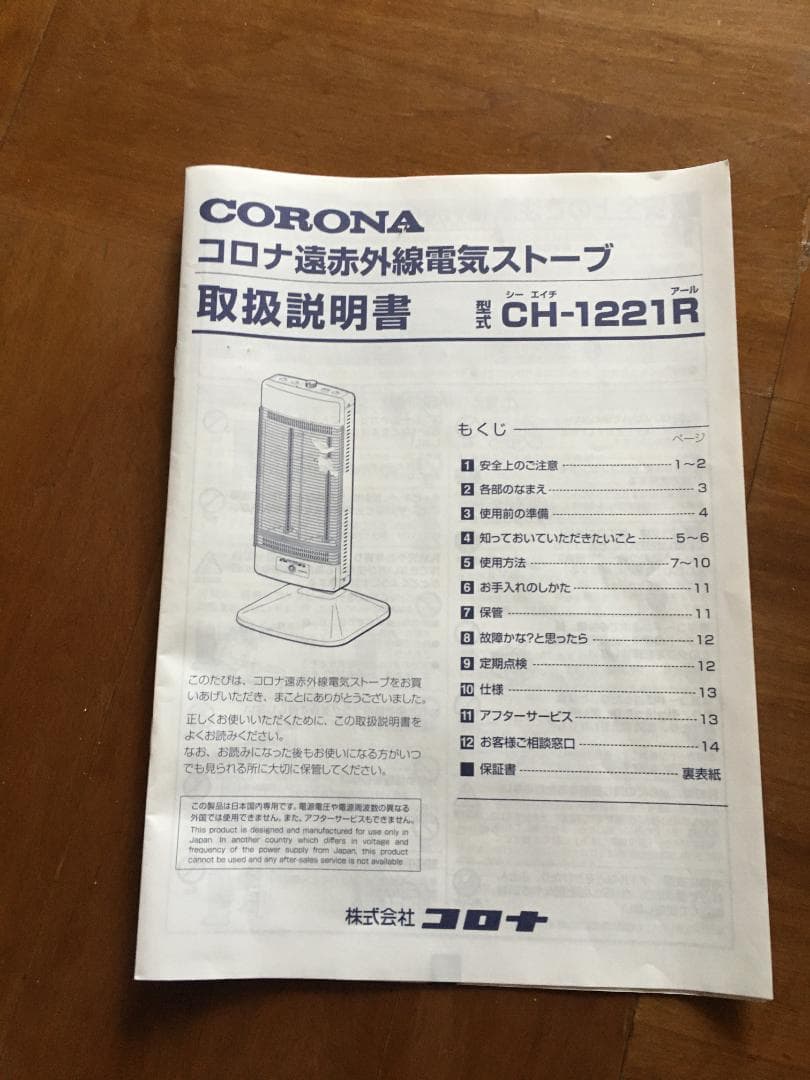 CORONA
コロナ遠赤外線電気ストーブ
取扱説明書
型式
シー エイチ アール
CH-1221R
もくじ
ページ
1 安全上のご注意 1~2
2 各部のなまえ 3
3 使用前の準備 4
4 知っておいていただきたいこと 5~6
5 使用方法 7~10
6 お手入れのしかた 11
7 保管 11
8 故障かな?と思ったら 12
9 定期点検 12
10 仕様 13
11 アフターサービス 13
12 お客様ご相談窓口 14
■ 保証書 裏表紙
このたびは、コロナ遠赤外線電気ストーブをお買
いあげいただき、まことにありがとうございました。
正しくお使いいただくために、この取扱説明書を
よくお読みください。
なお、お読みになった後もお使いになる方がいつ
でも見られる所に大切に保管してください。
この製品は日本国内専用です。電源電圧や電源周波数の異なる
外国では使用できません。また、アフターサービスもできません。
This product is designed and manufactured for use only in
Japan. In another country which differs in voltage and
frequency of the power supply from Japan, this product
cannot be used and any after-sales service is not available
株式会社 コロナ